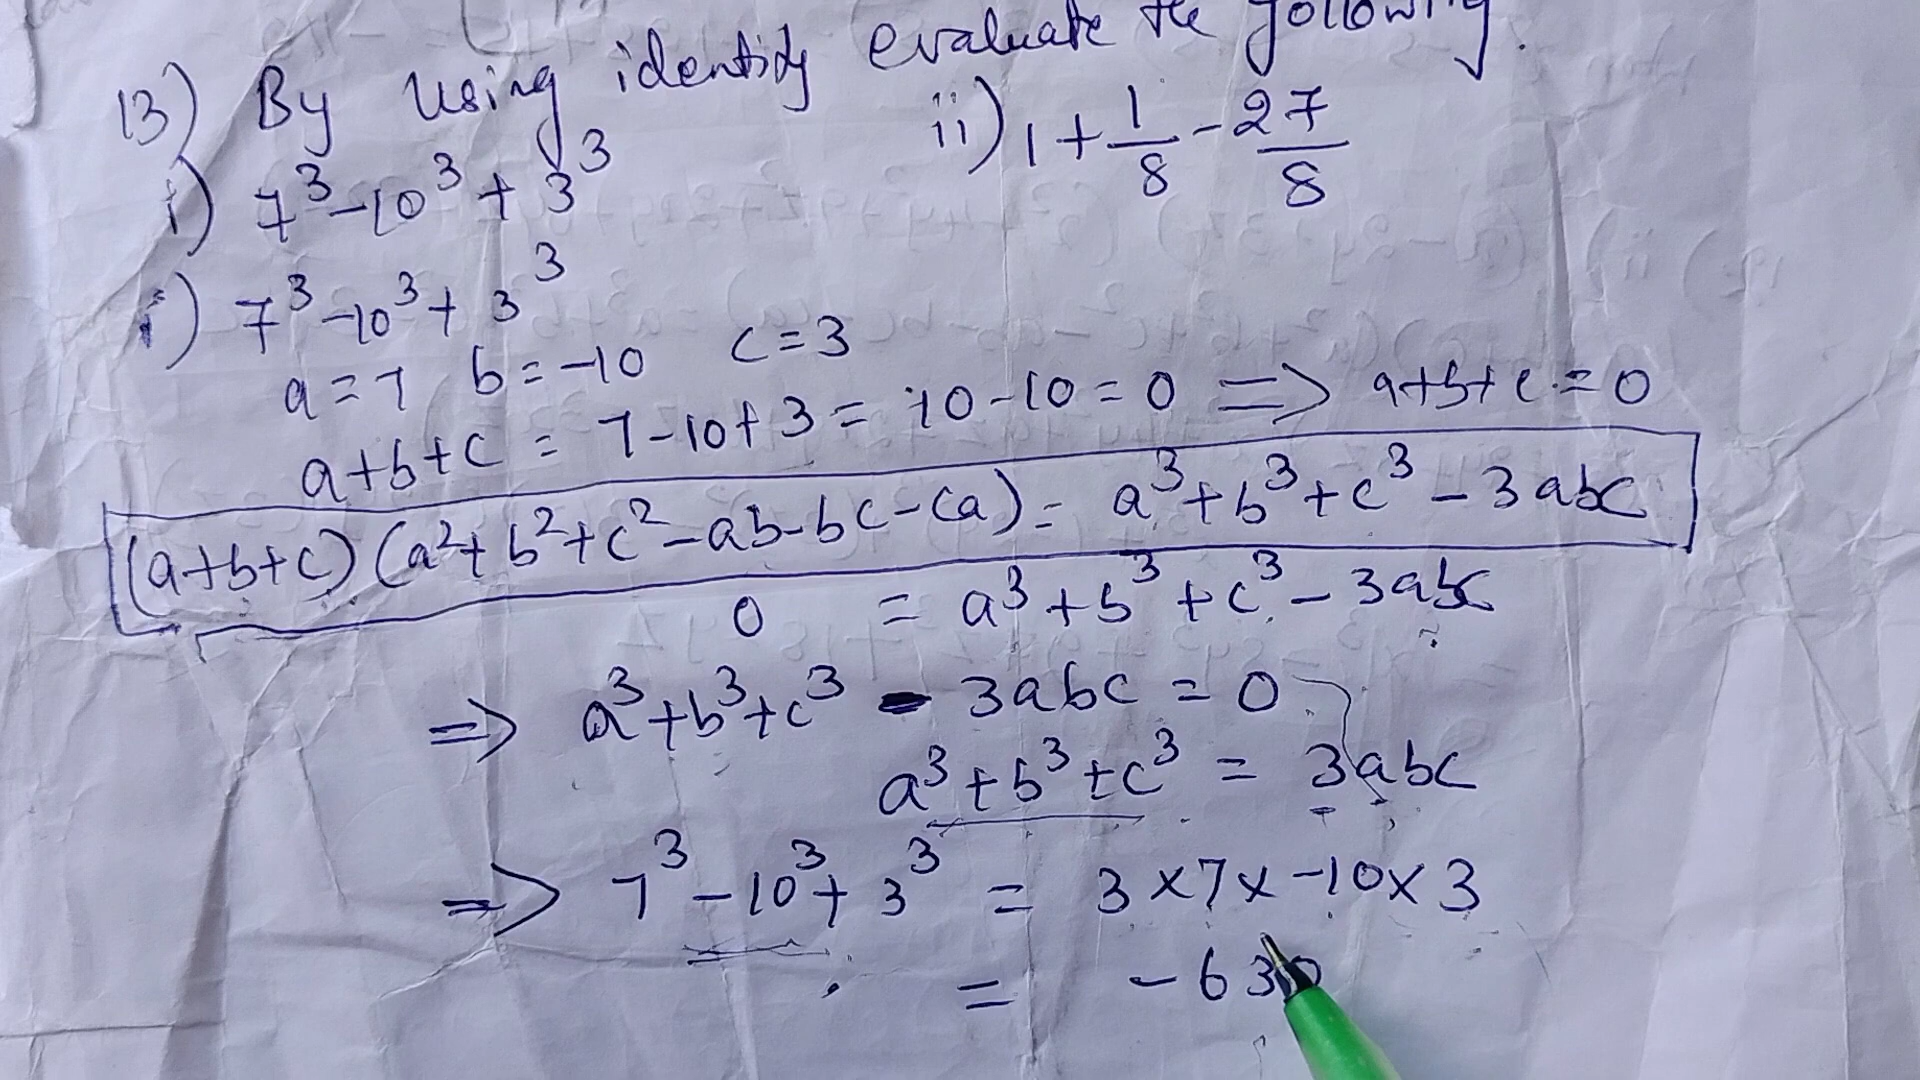 13) By using identity evaluate the following.
i) 7³-10³+3³ ii) 1+1/8-27/8
i) 7³-10³+3³
a=7 b=-10 c=3
a+b+c = 7-10+3 = 10-10=0 => a+b+c=0
(a+b+c)(a²+b²+c²-ab-bc-ca)= a³+b³+c³-3abc
0 = a³+b³+c³-3abc
=> a³+b³+c³ - 3abc = 0
a³+b³+c³ = 3abc
=> 7³-10³+3³ = 3×7×-10×3
= -630